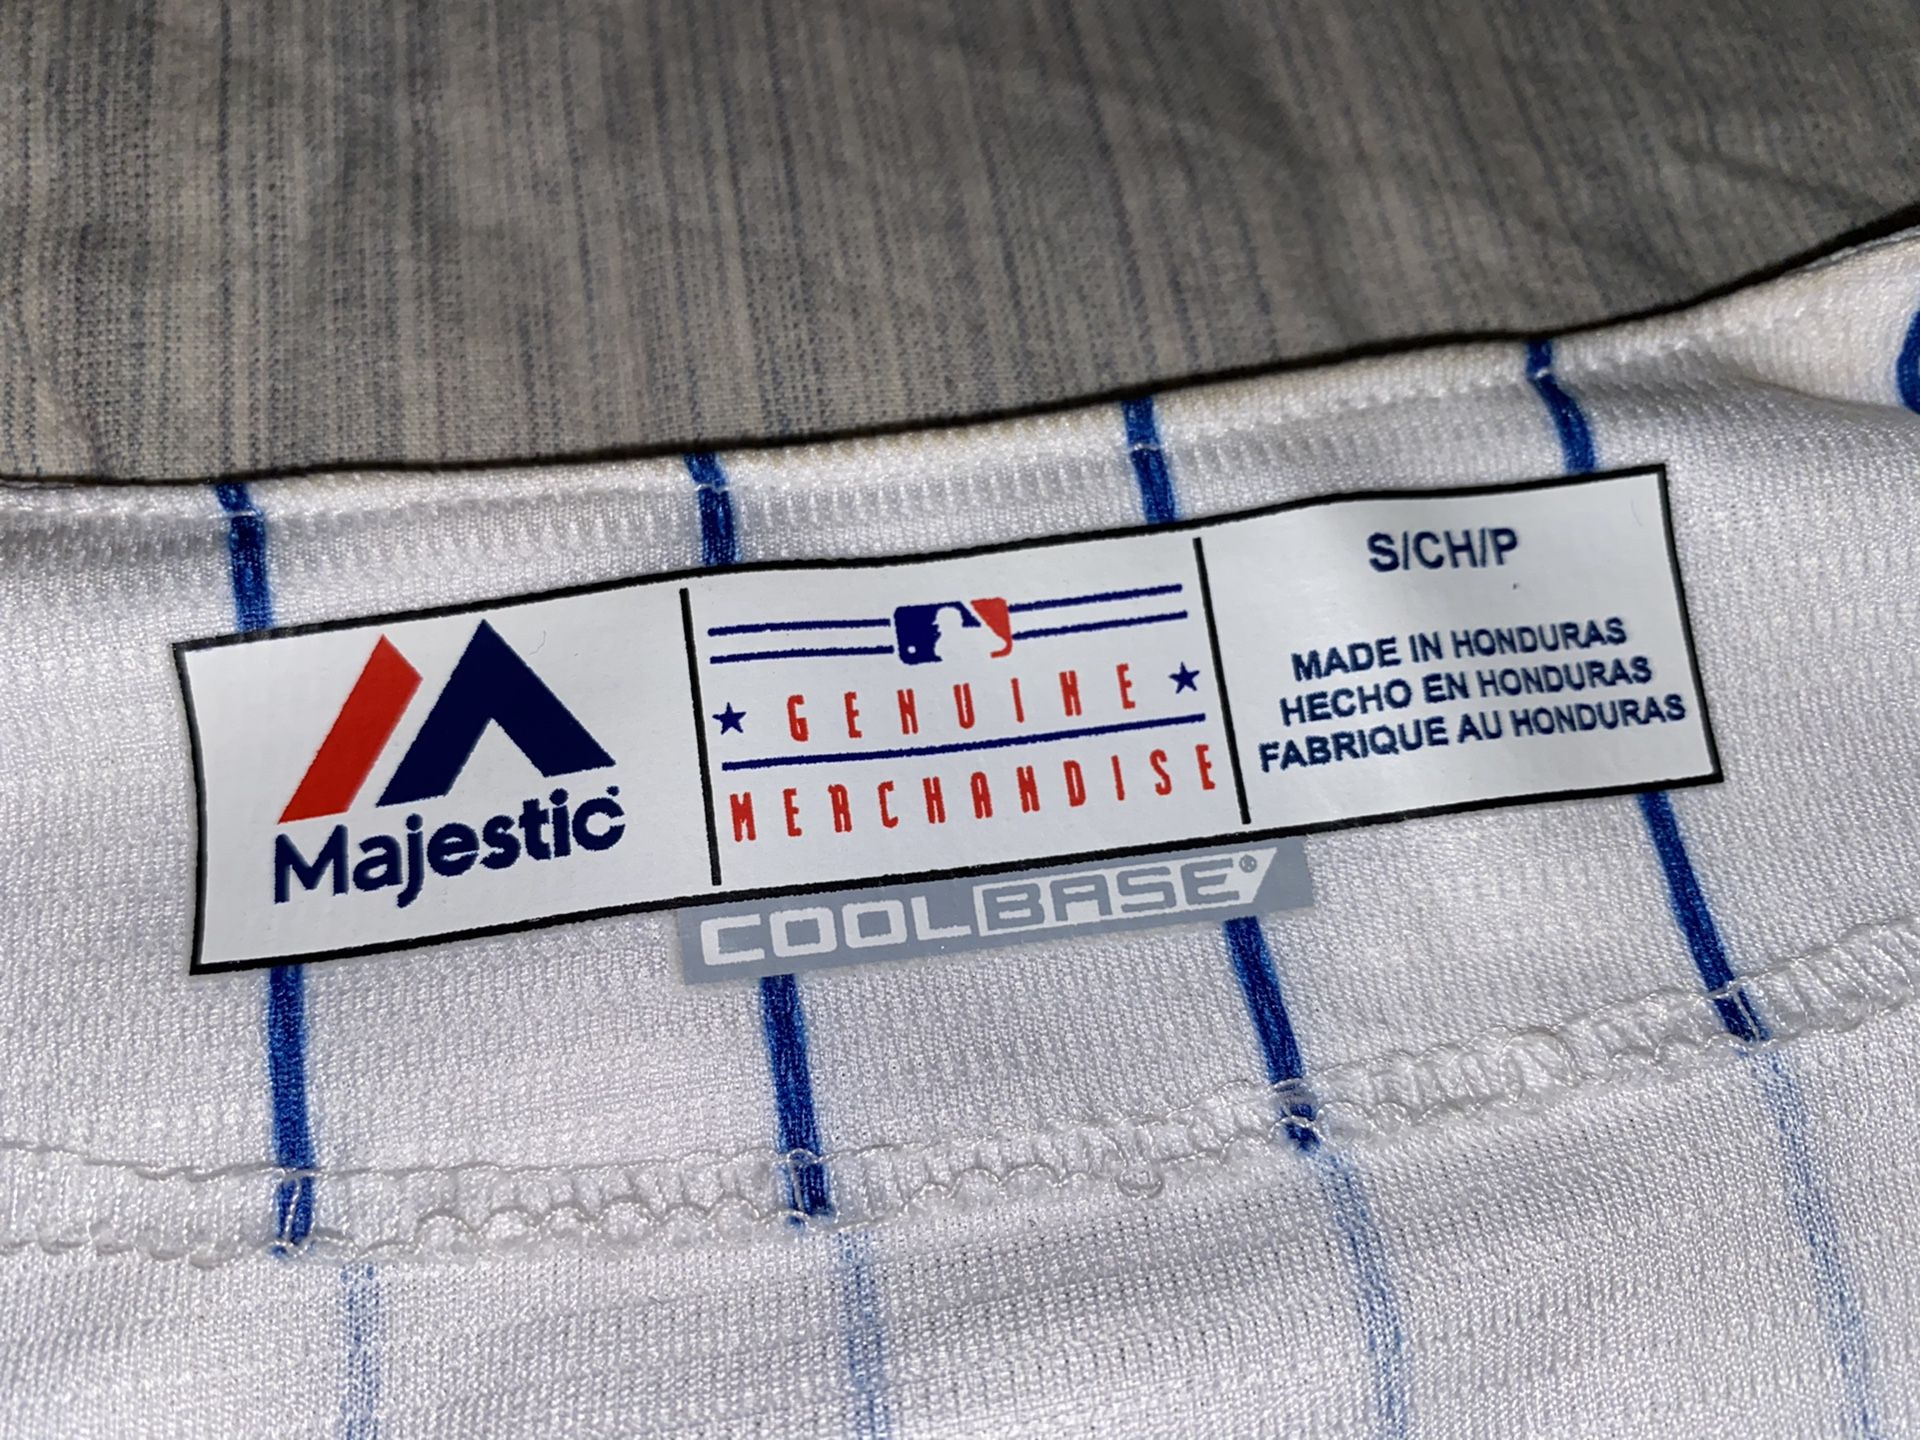 Majestic
GENUINE
MERCHANDISE
S/CH/P
MADE IN HONDURAS
HECHO EN HONDURAS
FABRIQUE AU HONDURAS
COOLBASE®